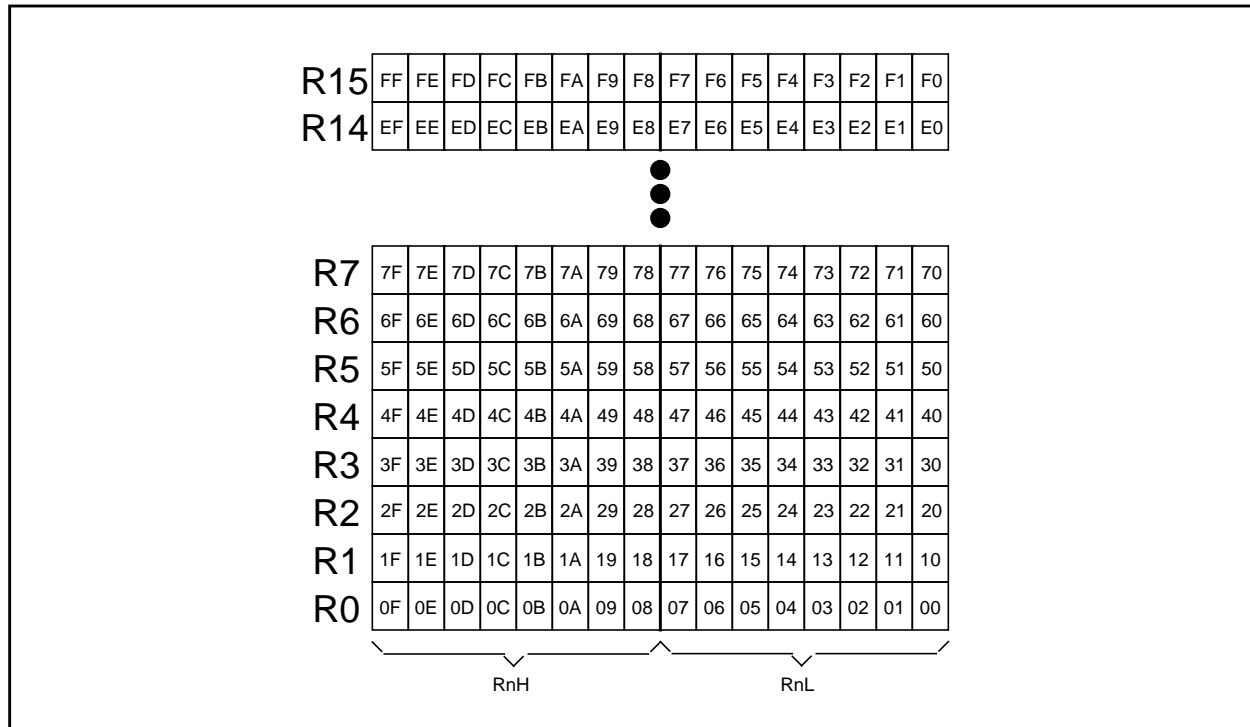 R15 FF FE FD FC FB FA F9 F8 F7 F6 F5 F4 F3 F2 F1 F0
R14 EF EE ED EC EB EA E9 E8 E7 E6 E5 E4 E3 E2 E1 E0
R7 7F 7E 7D 7C 7B 7A 79 78 77 76 75 74 73 72 71 70
R6 6F 6E 6D 6C 6B 6A 69 68 67 66 65 64 63 62 61 60
R5 5F 5E 5D 5C 5B 5A 59 58 57 56 55 54 53 52 51 50
R4 4F 4E 4D 4C 4B 4A 49 48 47 46 45 44 43 42 41 40
R3 3F 3E 3D 3C 3B 3A 39 38 37 36 35 34 33 32 31 30
R2 2F 2E 2D 2C 2B 2A 29 28 27 26 25 24 23 22 21 20
R1 1F 1E 1D 1C 1B 1A 19 18 17 16 15 14 13 12 11 10
R0 0F 0E 0D 0C 0B 0A 09 08 07 06 05 04 03 02 01 00
RnH RnL